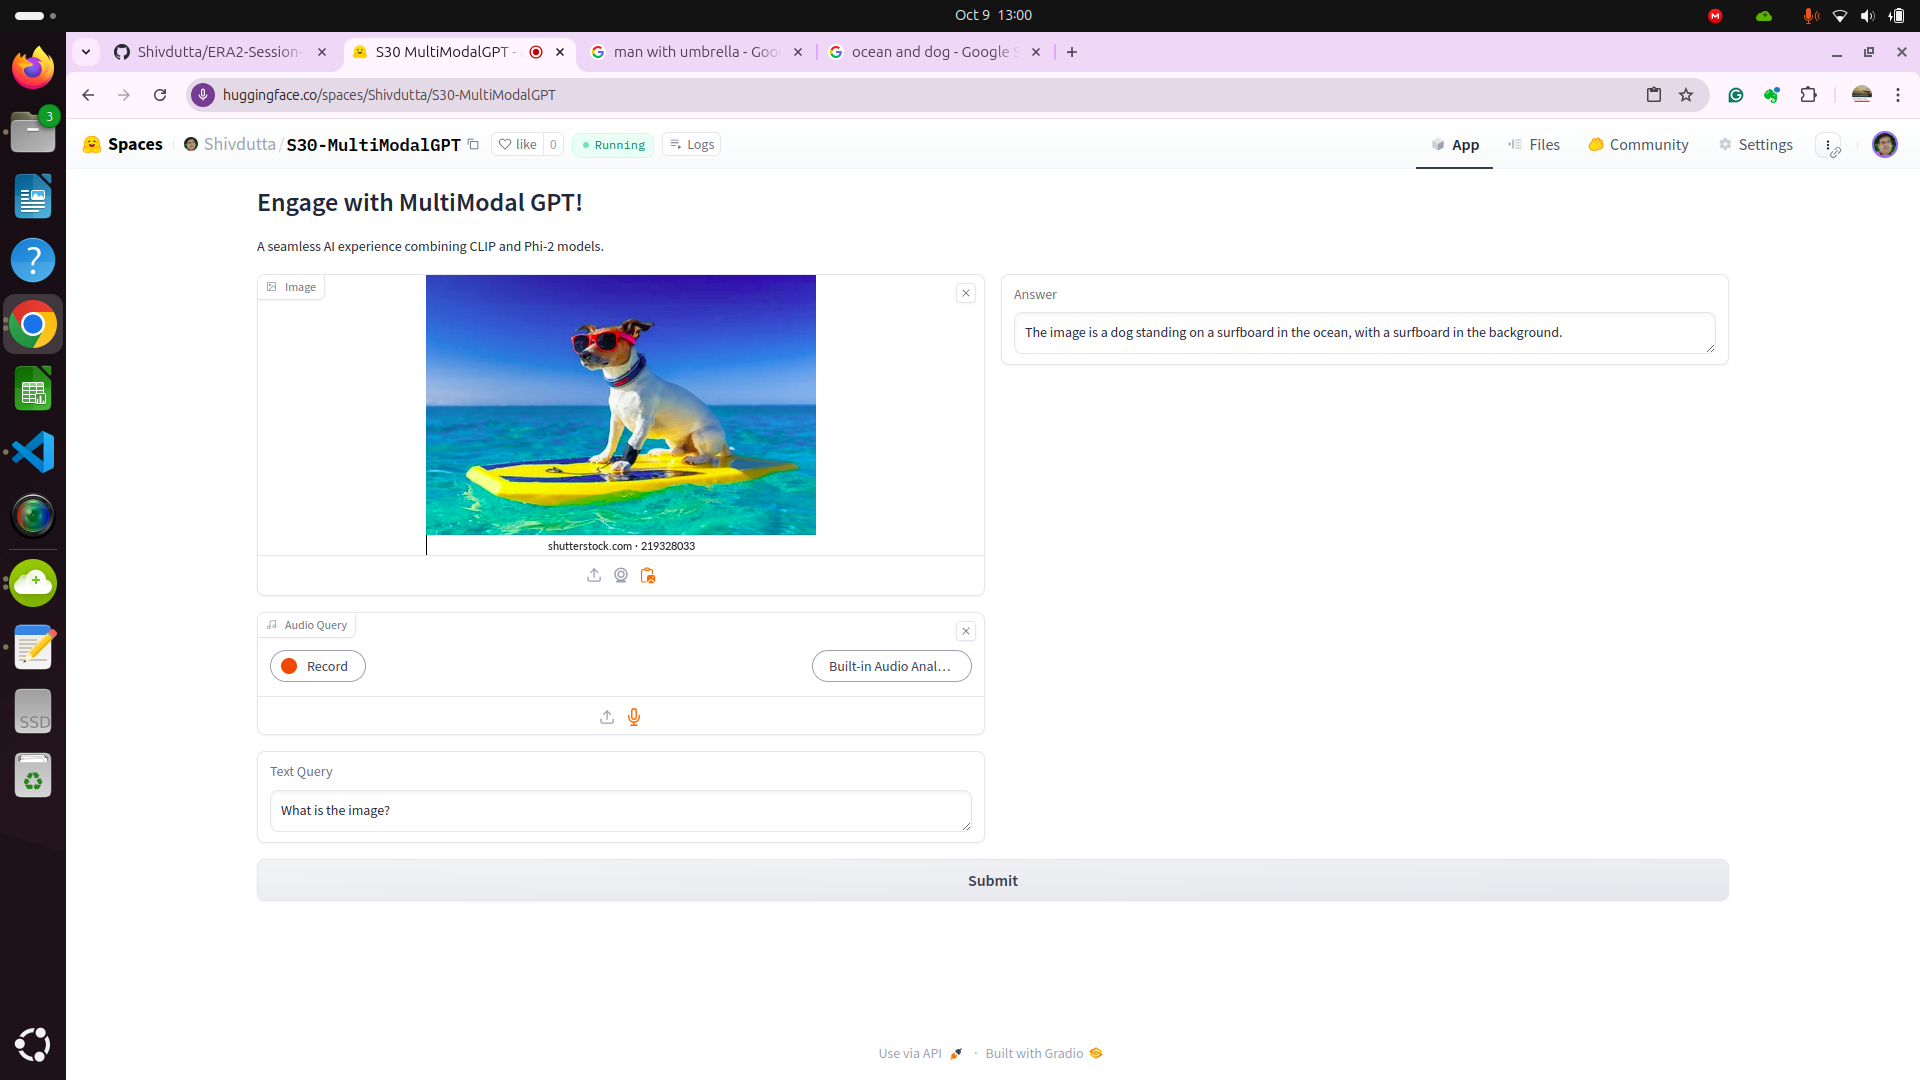 Oct 9 13:00
Shivdutta/ERA2-Session-
S30 MultiModalGPT -
man with umbrella - Goo
ocean and dog - Google S
huggingface.co/spaces/Shivdutta/S30-MultiModalGPT
3
Spaces
Shivdutta/S30-MultiModalGPT
like 0
Running
Logs
App
Files
Community
Settings
Engage with MultiModal GPT!
A seamless AI experience combining CLIP and Phi-2 models.
Image
shutterstock.com · 219328033
Answer
The image is a dog standing on a surfboard in the ocean, with a surfboard in the background.
Audio Query
Record
Built-in Audio Anal…
Text Query
What is the image?
Submit
SSD
Use via API · Built with Gradio